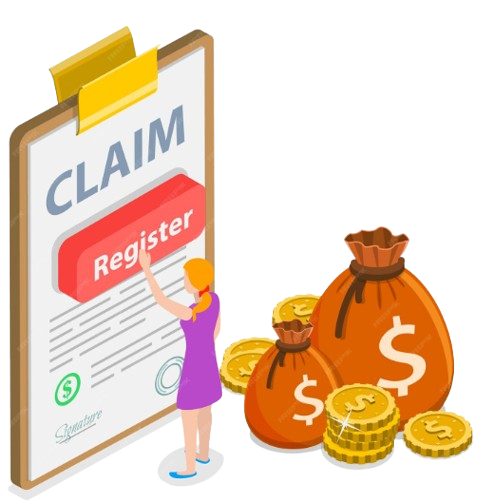 CLAIM
Register
$
Signature
$
$